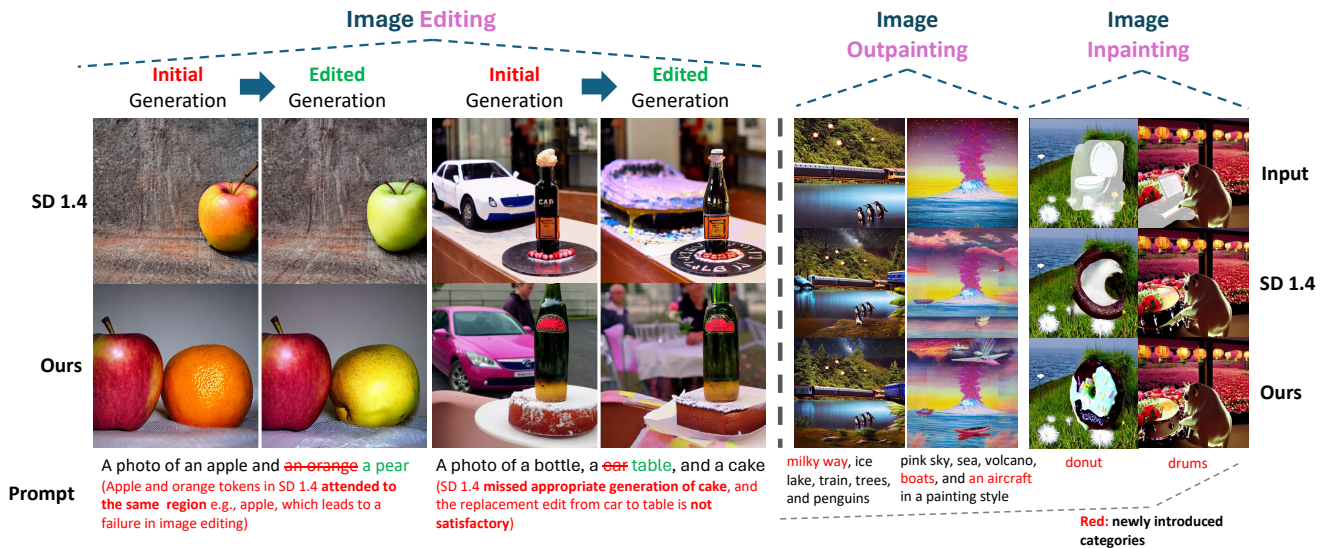 Image Editing
Image
Outpainting
Image
Inpainting
Initial
Generation
Edited
Generation
Initial
Generation
Edited
Generation
SD 1.4
Ours
CAB
Input
SD 1.4
Ours
Prompt
A photo of an apple and an orange a pear
(Apple and orange tokens in SD 1.4 attended to
the same region e.g., apple, which leads to a
failure in image editing)
A photo of a bottle, a car table, and a cake
(SD 1.4 missed appropriate generation of cake, and
the replacement edit from car to table is not
satisfactory)
milky way, ice
lake, train, trees,
and penguins
pink sky, sea, volcano,
boats, and an aircraft
in a painting style
donut
drums
Red: newly introduced
categories